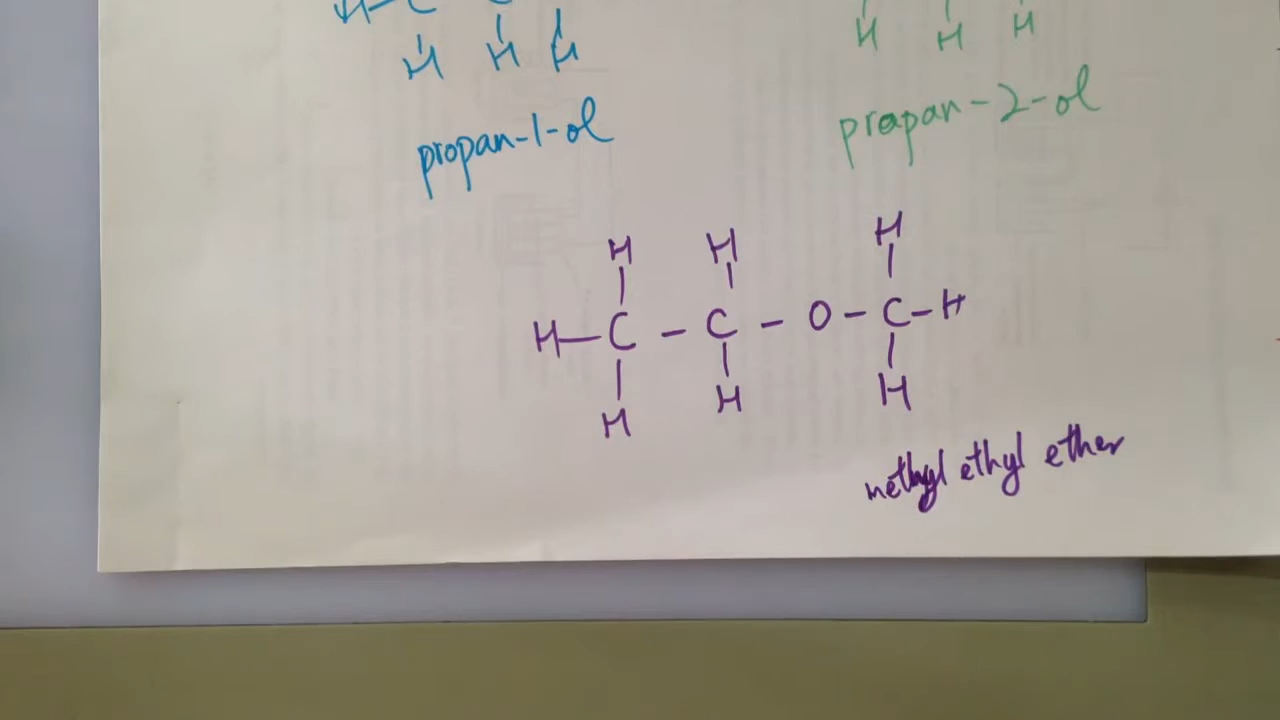 H-C C
H H H
H H H
propan-1-ol
propan-2-ol
H H H
H-C-C-O-C-H
H H H
methyl ethyl ether